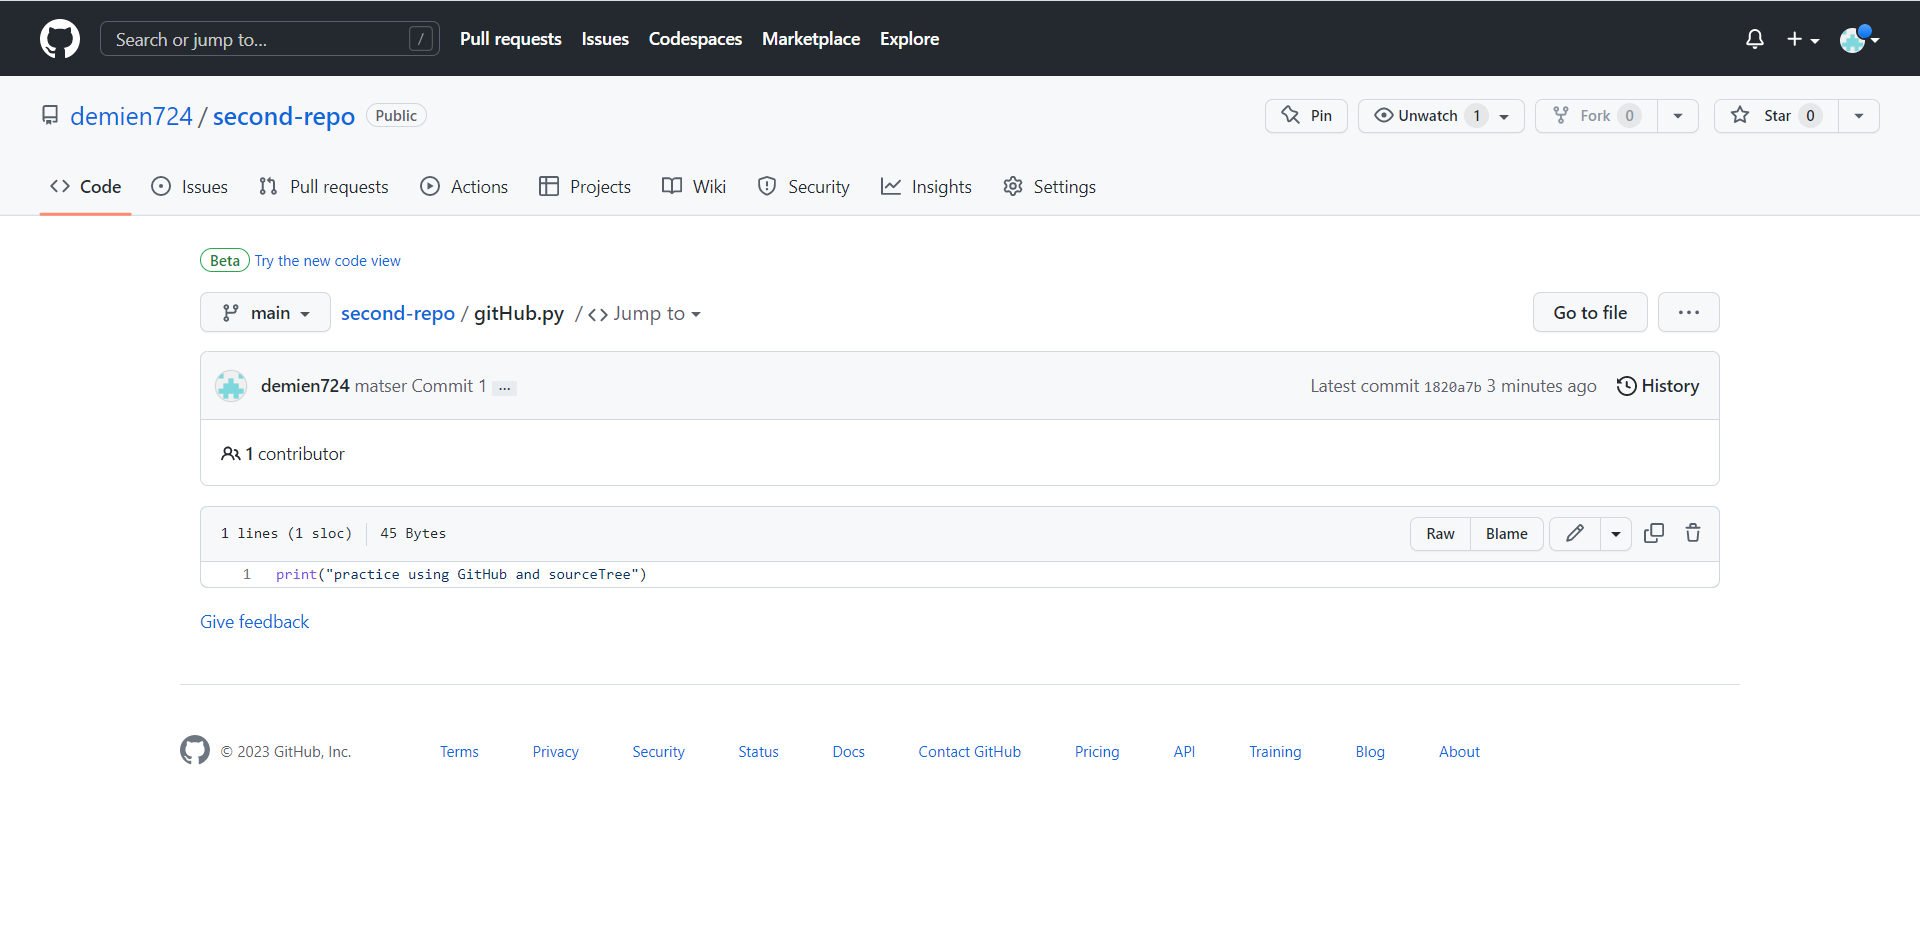 Search or jump to... / Pull requests Issues Codespaces Marketplace Explore
demien724 / second-repo Public Pin Unwatch 1 Fork 0 Star 0
Code Issues Pull requests Actions Projects Wiki Security Insights Settings
Beta Try the new code view
main second-repo / gitHub.py / <> Jump to Go to file ...
demien724 matser Commit 1 ... Latest commit 1820a7b 3 minutes ago History
1 contributor
1 lines (1 sloc) 45 Bytes Raw Blame
1 print("practice using GitHub and sourceTree")
Give feedback
© 2023 GitHub, Inc. Terms Privacy Security Status Docs Contact GitHub Pricing API Training Blog About